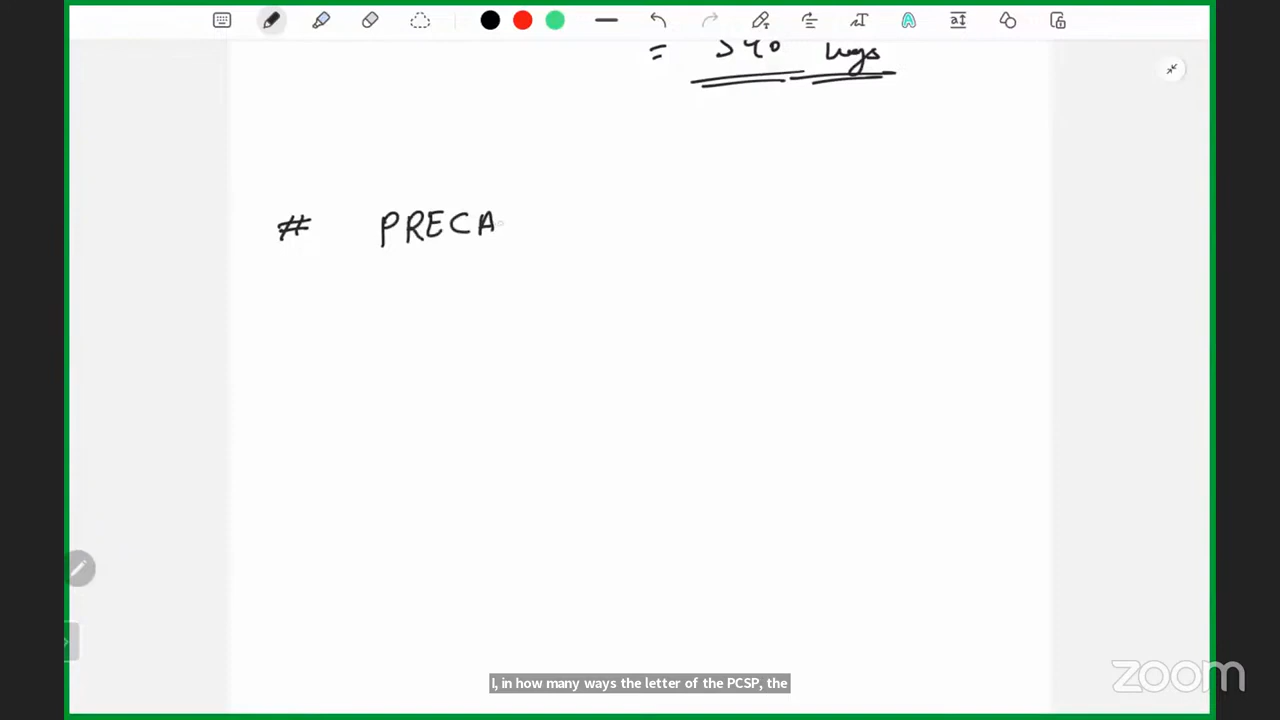 = 540 ways
# PRECA
I, in how many ways the letter of the PCSP, the
zoom